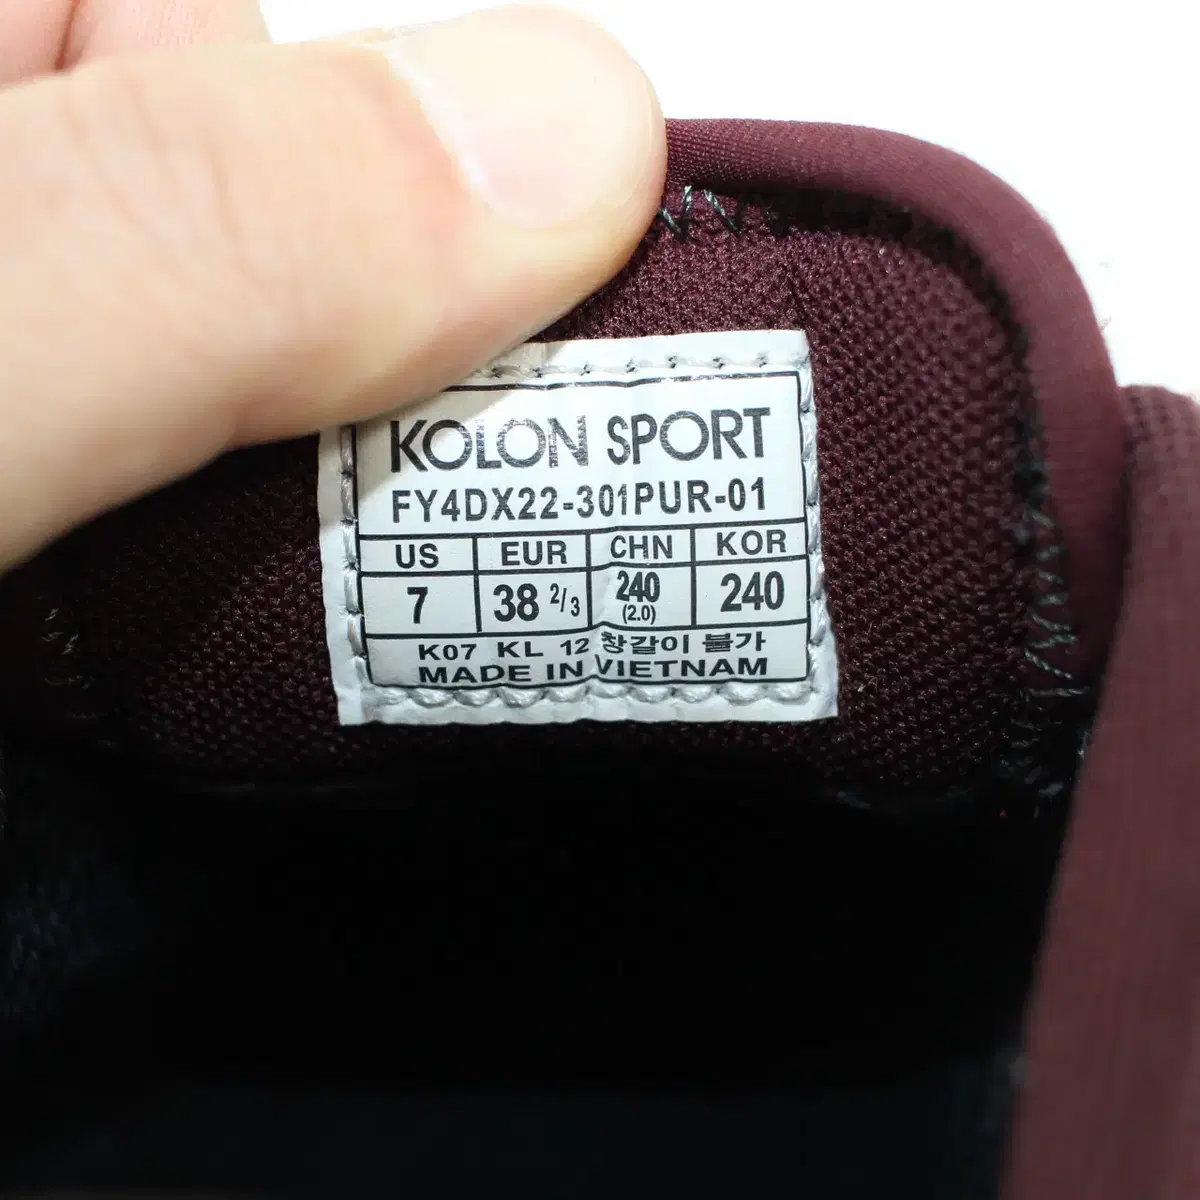 KOLON SPORT
FY4DX22-301PUR-01
US EUR CHN KOR
7 38 2/3 240 (2.0) 240
K07 KL 12 창갈이 불가
MADE IN VIETNAM